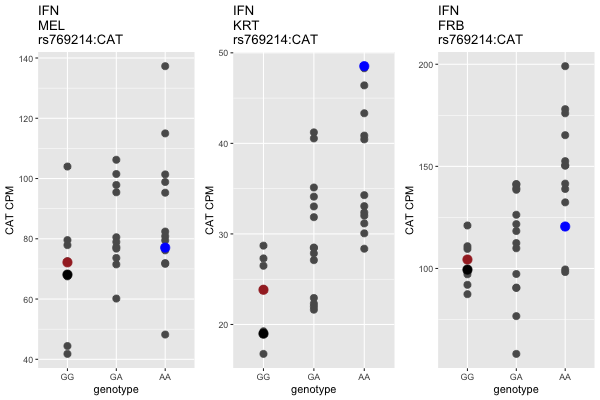 IFN
MEL
rs769214:CAT
140
120
100
80
60
40
CAT CPM
GG GA AA
genotype
IFN
KRT
rs769214:CAT
50
40
30
20
CAT CPM
GG GA AA
genotype
IFN
FRB
rs769214:CAT
200
150
100
CAT CPM
GG GA AA
genotype